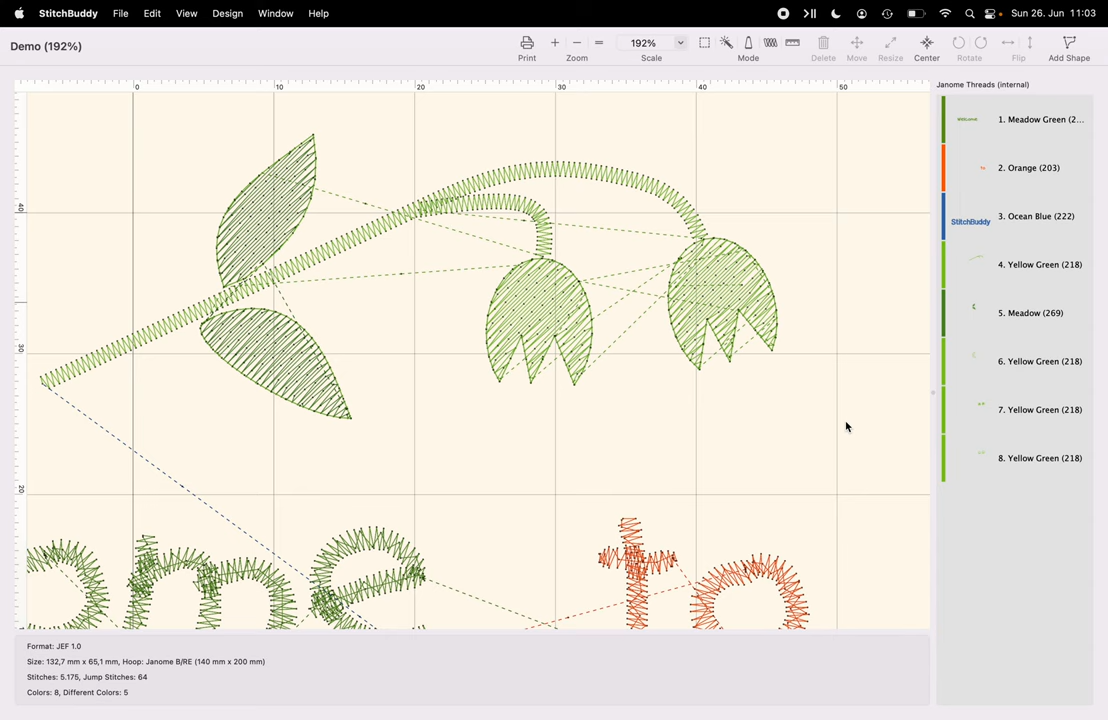 StitchBuddy File Edit View Design Window Help Sun 26. Jun 11:03
Demo (192%)
192%
Print Zoom Scale Mode Delete Move Resize Center Rotate Flip Add Shape
Janome Threads (internal)
0 10 20 30 40 50
40
30
20
1. Meadow Green (2...
2. Orange (203)
StitchBuddy 3. Ocean Blue (222)
4. Yellow Green (218)
5. Meadow (269)
6. Yellow Green (218)
7. Yellow Green (218)
8. Yellow Green (218)
ome to
Format: JEF 1.0
Size: 132,7 mm x 65,1 mm, Hoop: Janome B/RE (140 mm x 200 mm)
Stitches: 5.175, Jump Stitches: 64
Colors: 8, Different Colors: 5